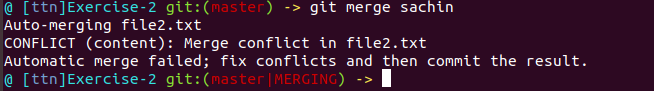 @ [ttn]Exercise-2 git:(master) -> git merge sachin
Auto-merging file2.txt
CONFLICT (content): Merge conflict in file2.txt
Automatic merge failed; fix conflicts and then commit the result.
@ [ttn]Exercise-2 git:(master|MERGING) ->